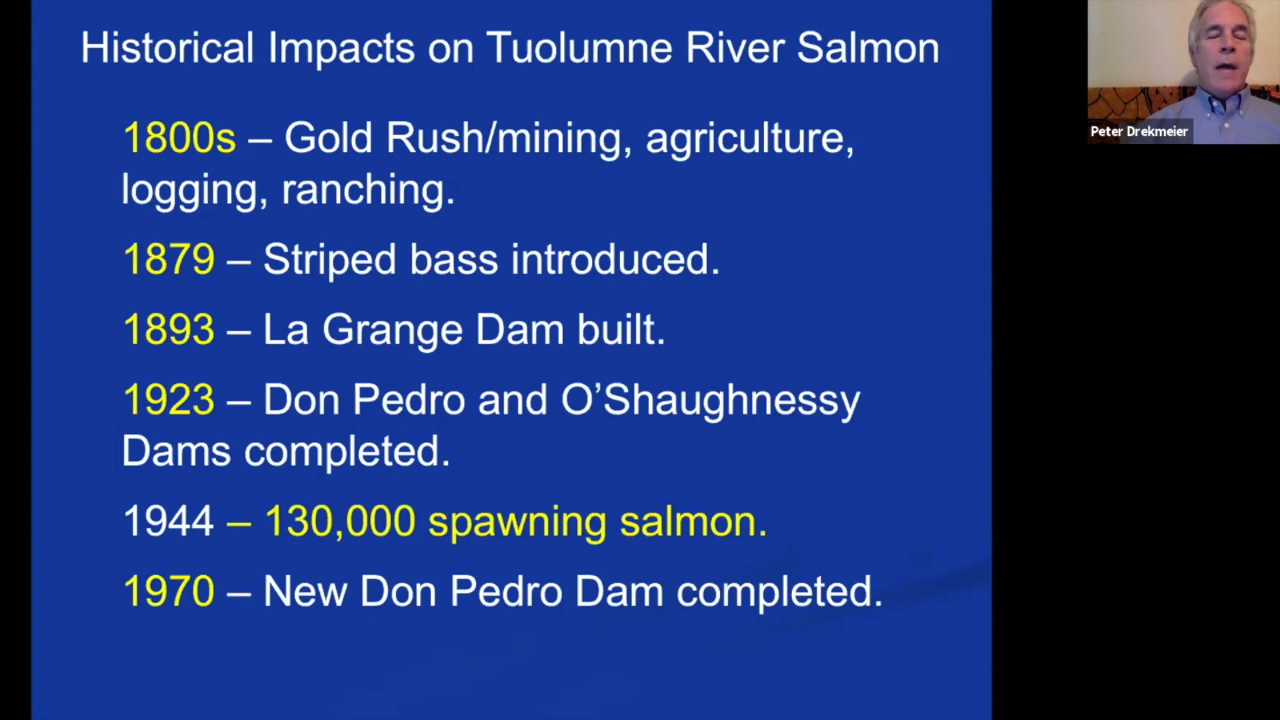 Historical Impacts on Tuolumne River Salmon
1800s – Gold Rush/mining, agriculture,
logging, ranching.
1879 – Striped bass introduced.
1893 – La Grange Dam built.
1923 – Don Pedro and O’Shaughnessy
Dams completed.
1944 – 130,000 spawning salmon.
1970 – New Don Pedro Dam completed.
Peter Drekmeier